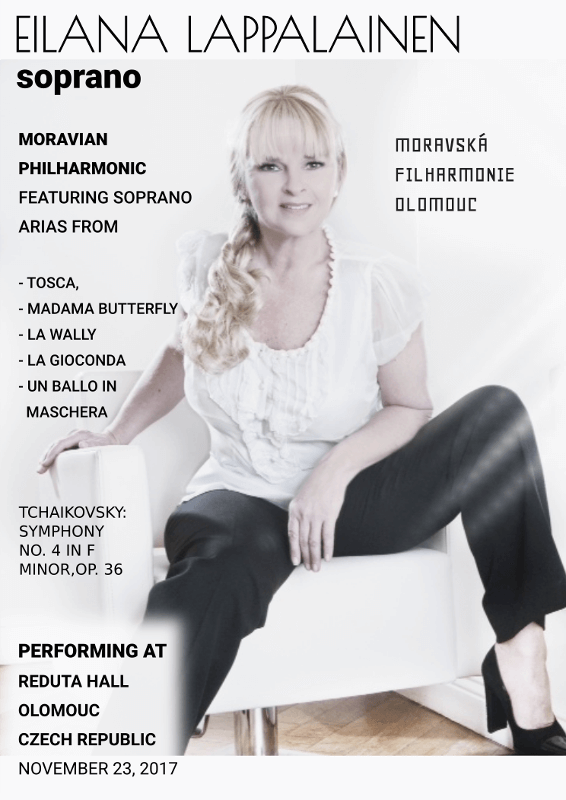 EILANA LAPPALAINEN
soprano
MORAVIAN
PHILHARMONIC
FEATURING SOPRANO
ARIAS FROM
- TOSCA,
- MADAMA BUTTERFLY
- LA WALLY
- LA GIOCONDA
- UN BALLO IN
MASCHERA
MORAVSKÁ
FILHARMONIE
OLOMOUC
TCHAIKOVSKY:
SYMPHONY
NO. 4 IN F
MINOR,OP. 36
PERFORMING AT
REDUTA HALL
OLOMOUC
CZECH REPUBLIC
NOVEMBER 23, 2017